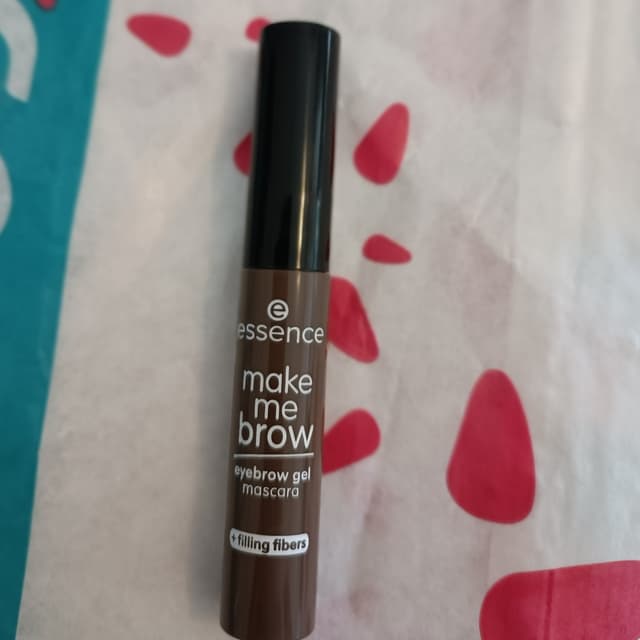 e
essence
make
me
brow
eyebrow gel
mascara
+filling fibers